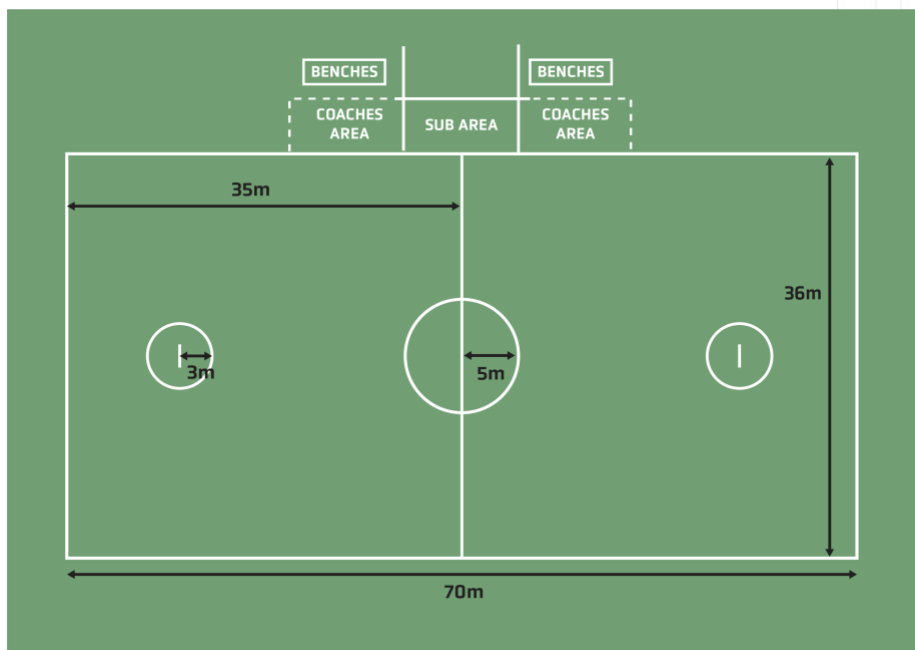 BENCHES
BENCHES
COACHES
AREA
SUB AREA
COACHES
AREA
35m
36m
3m
5m
70m